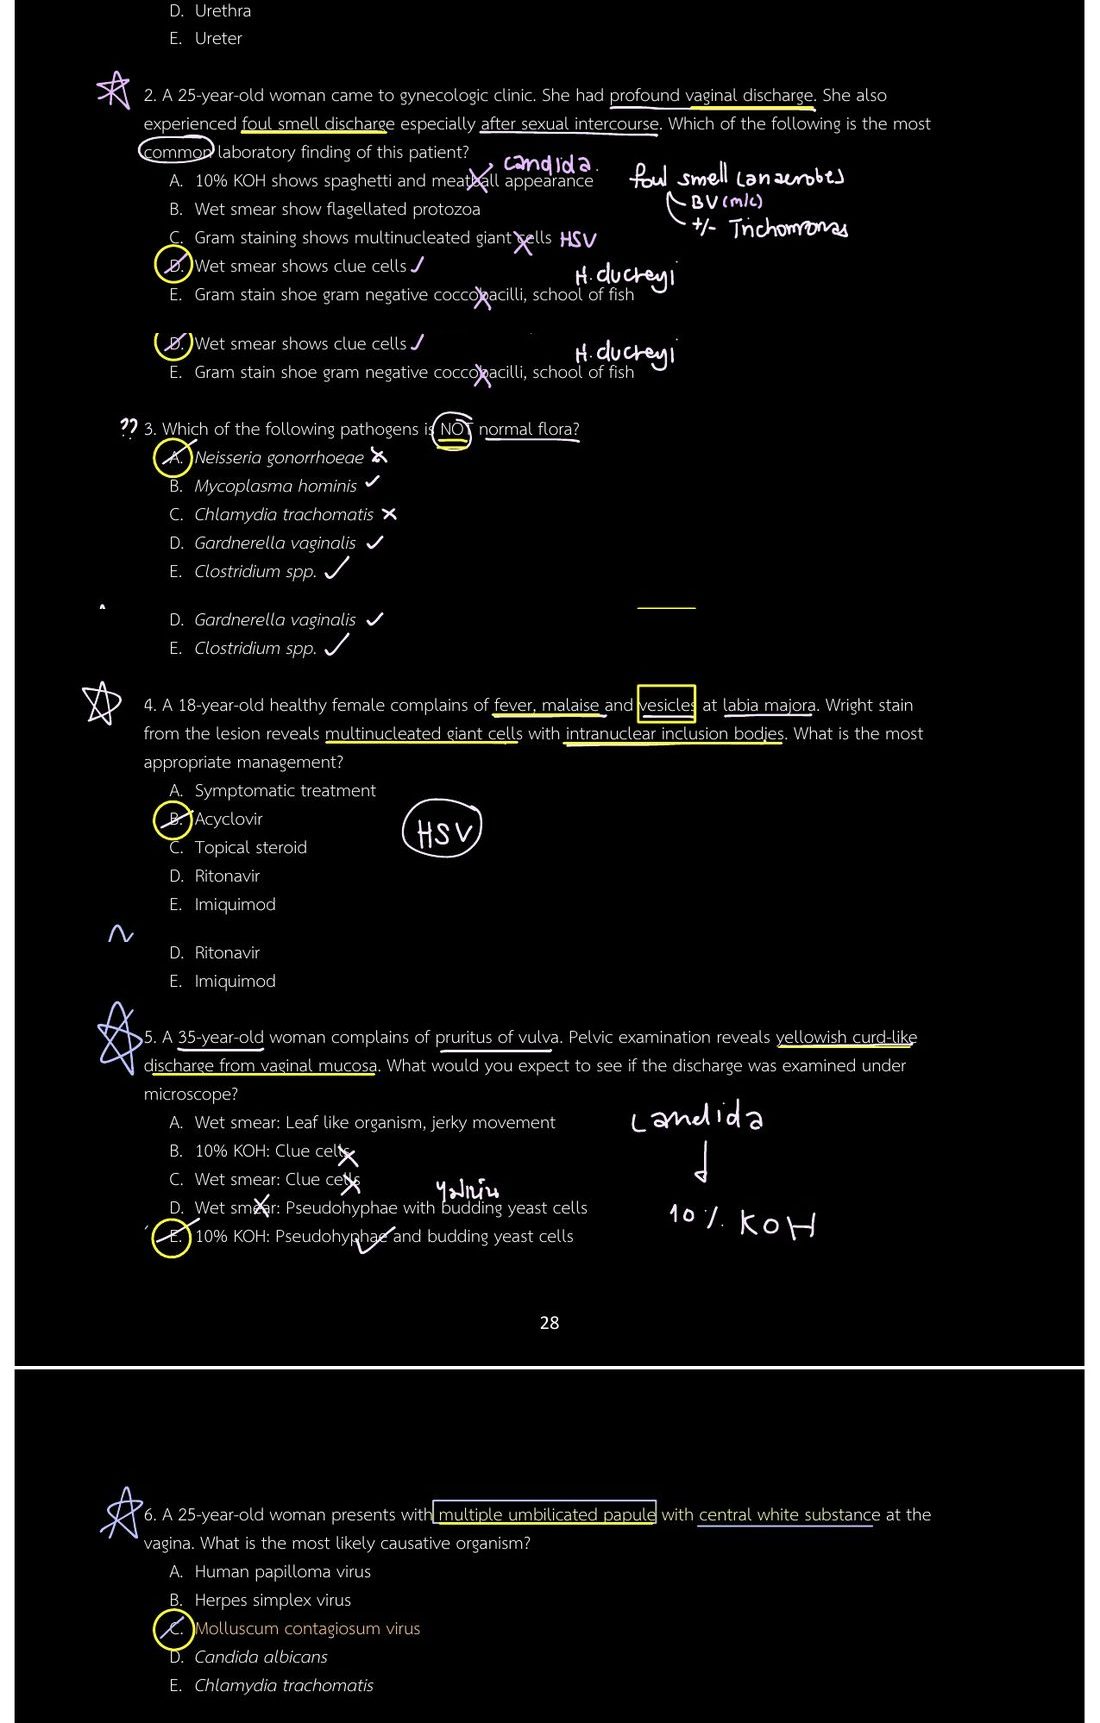 D. Urethra
E. Ureter
2. A 25-year-old woman came to gynecologic clinic. She had profound vaginal discharge. She also
experienced foul smell discharge especially after sexual intercourse. Which of the following is the most
common laboratory finding of this patient?
candida.
A. 10% KOH shows spaghetti and meatball appearance
foul smell (anaerobes)
BV (m/c)
+/- Trichomonas
B. Wet smear show flagellated protozoa
C. Gram staining shows multinucleated giant cells HSV
D. Wet smear shows clue cells ✓
H. ducreyi
E. Gram stain shoe gram negative coccobacilli, school of fish
D. Wet smear shows clue cells ✓
H. ducreyi
E. Gram stain shoe gram negative coccobacilli, school of fish
?? 3. Which of the following pathogens is NOT normal flora?
A. Neisseria gonorrhoeae ×
B. Mycoplasma hominis ✓
C. Chlamydia trachomatis ×
D. Gardnerella vaginalis ✓
E. Clostridium spp. ✓
D. Gardnerella vaginalis ✓
E. Clostridium spp. ✓
4. A 18-year-old healthy female complains of fever, malaise and vesicles at labia majora. Wright stain
from the lesion reveals multinucleated giant cells with intranuclear inclusion bodies. What is the most
appropriate management?
A. Symptomatic treatment
B. Acyclovir
HSV
C. Topical steroid
D. Ritonavir
E. Imiquimod
D. Ritonavir
E. Imiquimod
5. A 35-year-old woman complains of pruritus of vulva. Pelvic examination reveals yellowish curd-like
discharge from vaginal mucosa. What would you expect to see if the discharge was examined under
microscope?
A. Wet smear: Leaf like organism, jerky movement
candida
B. 10% KOH: Clue cells
C. Wet smear: Clue cells
D. Wet smear: Pseudohyphae with budding yeast cells
10% KOH
E. 10% KOH: Pseudohyphae and budding yeast cells
28
6. A 25-year-old woman presents with multiple umbilicated papule with central white substance at the
vagina. What is the most likely causative organism?
A. Human papilloma virus
B. Herpes simplex virus
C. Molluscum contagiosum virus
D. Candida albicans
E. Chlamydia trachomatis